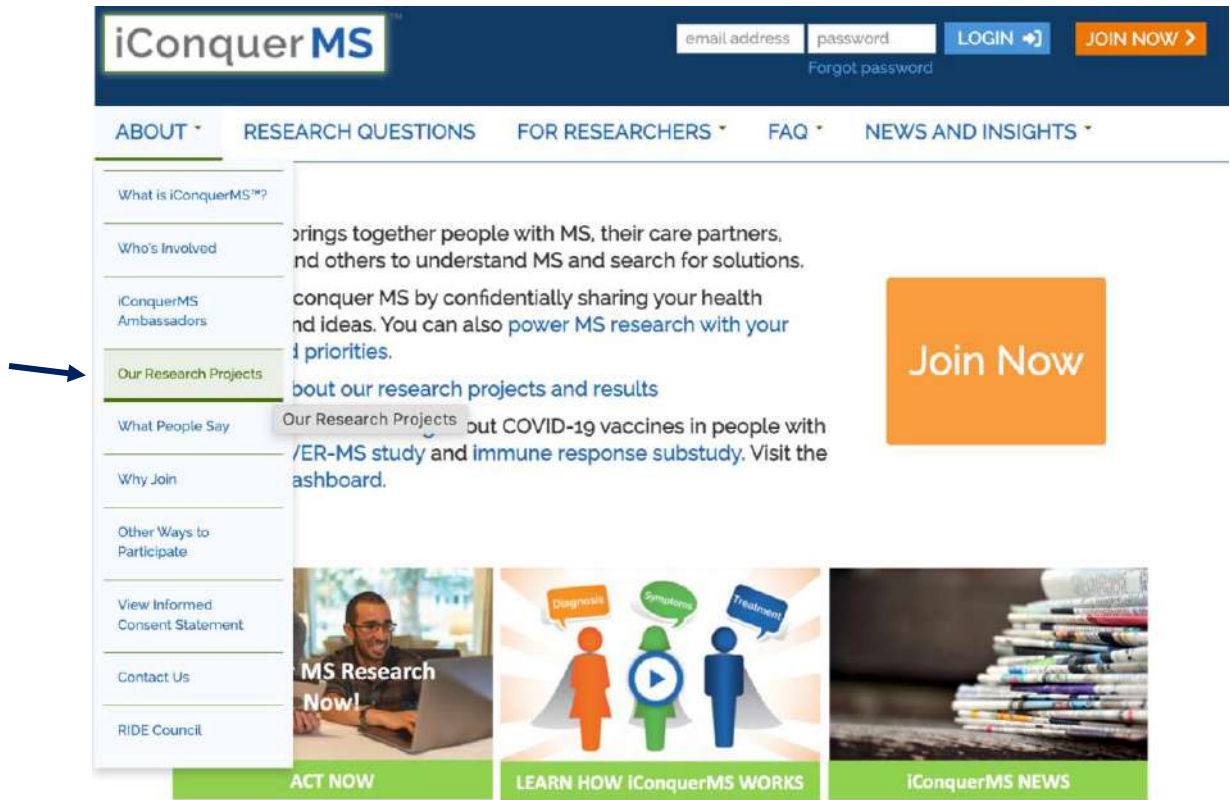 iConquerMS™
email address
password
LOGIN
JOIN NOW >
Forgot password
ABOUT
RESEARCH QUESTIONS
FOR RESEARCHERS
FAQ
NEWS AND INSIGHTS
What is iConquerMS™?
Who's Involved
iConquerMS
Ambassadors
Our Research Projects
What People Say
Why Join
Other Ways to
Participate
View Informed
Consent Statement
Contact Us
RIDE Council
brings together people with MS, their care partners,
and others to understand MS and search for solutions.
conquer MS by confidentially sharing your health
and ideas. You can also power MS research with your
priorities.
about our research projects and results
Our Research Projects
out COVID-19 vaccines in people with
VER-MS study and immune response substudy. Visit the
ashboard.
Join Now
MS Research
Now!
ACT NOW
Diagnosis
Symptoms
Treatment
LEARN HOW iConquerMS WORKS
iConquerMS NEWS